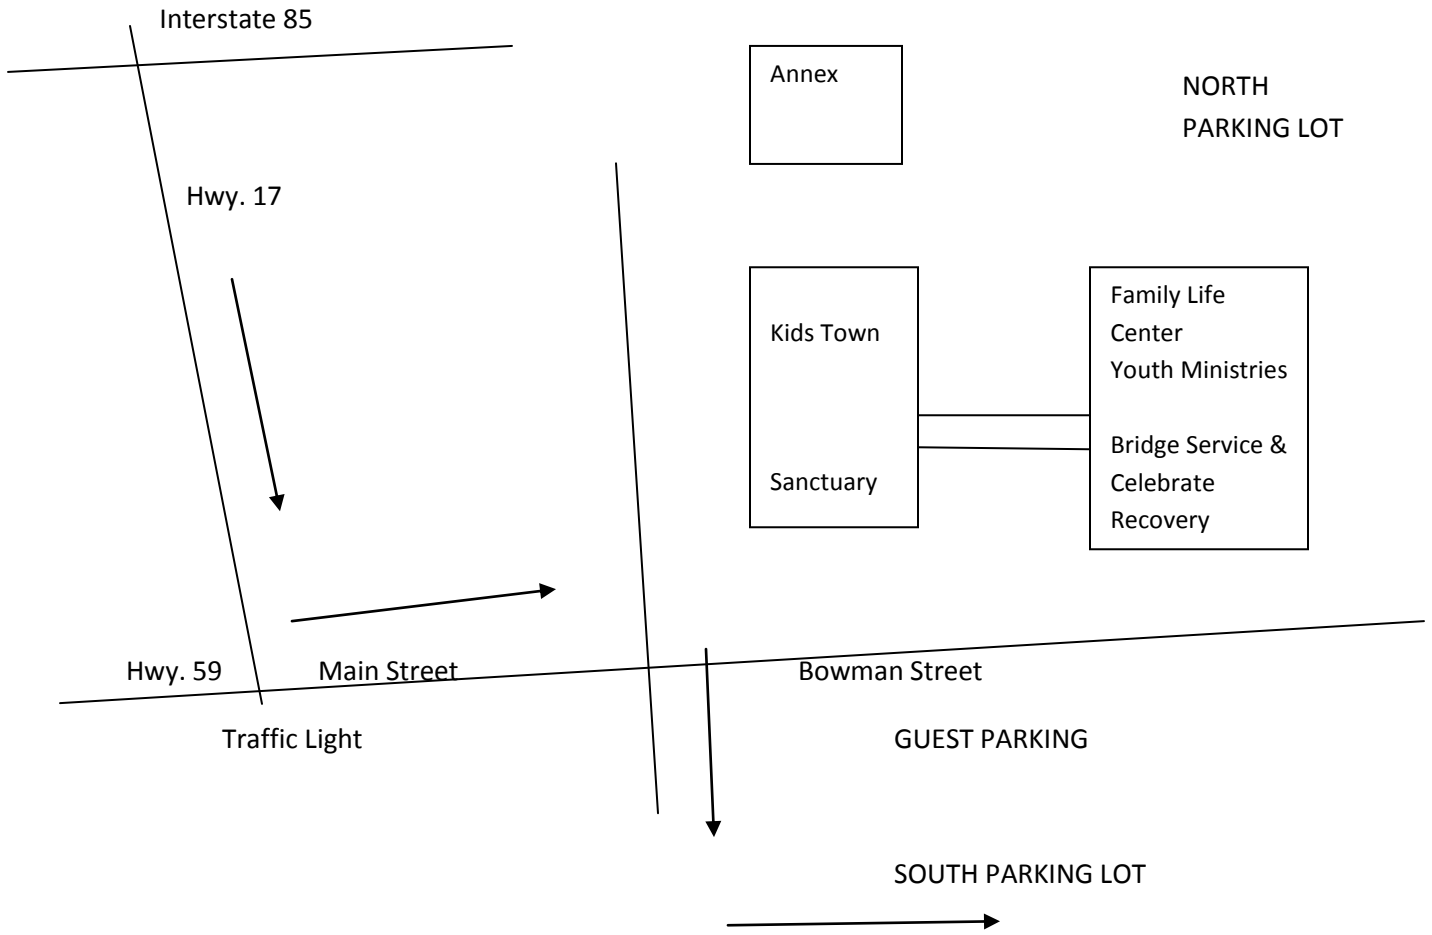 Interstate 85
Annex
NORTH
PARKING LOT
Hwy. 17
Kids Town
Sanctuary
Family Life
Center
Youth Ministries
Bridge Service &
Celebrate
Recovery
Hwy. 59
Main Street
Bowman Street
Traffic Light
GUEST PARKING
SOUTH PARKING LOT